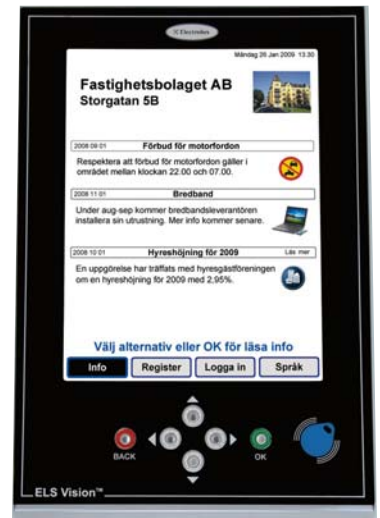 Electrolux
Måndag 26 Jan 2009 13.30
Fastighetsbolaget AB
Storgatan 5B
2008 09 01 Förbud för motorfordon
Respektera att förbud för motorfordon gäller i
området mellan klockan 22.00 och 07.00.
2008 11 01 Bredband
Under aug-sep kommer bredbandsleverantören
installera sin utrustning. Mer info kommer senare.
2008 10 01 Hyreshöjning för 2009 Läs mer
En uppgörelse har träffats med hyresgästföreningen
om en hyreshöjning för 2009 med 2,95%.
Välj alternativ eller OK för läsa info
Info Register Logga in Språk
BACK OK
ELS Vision™